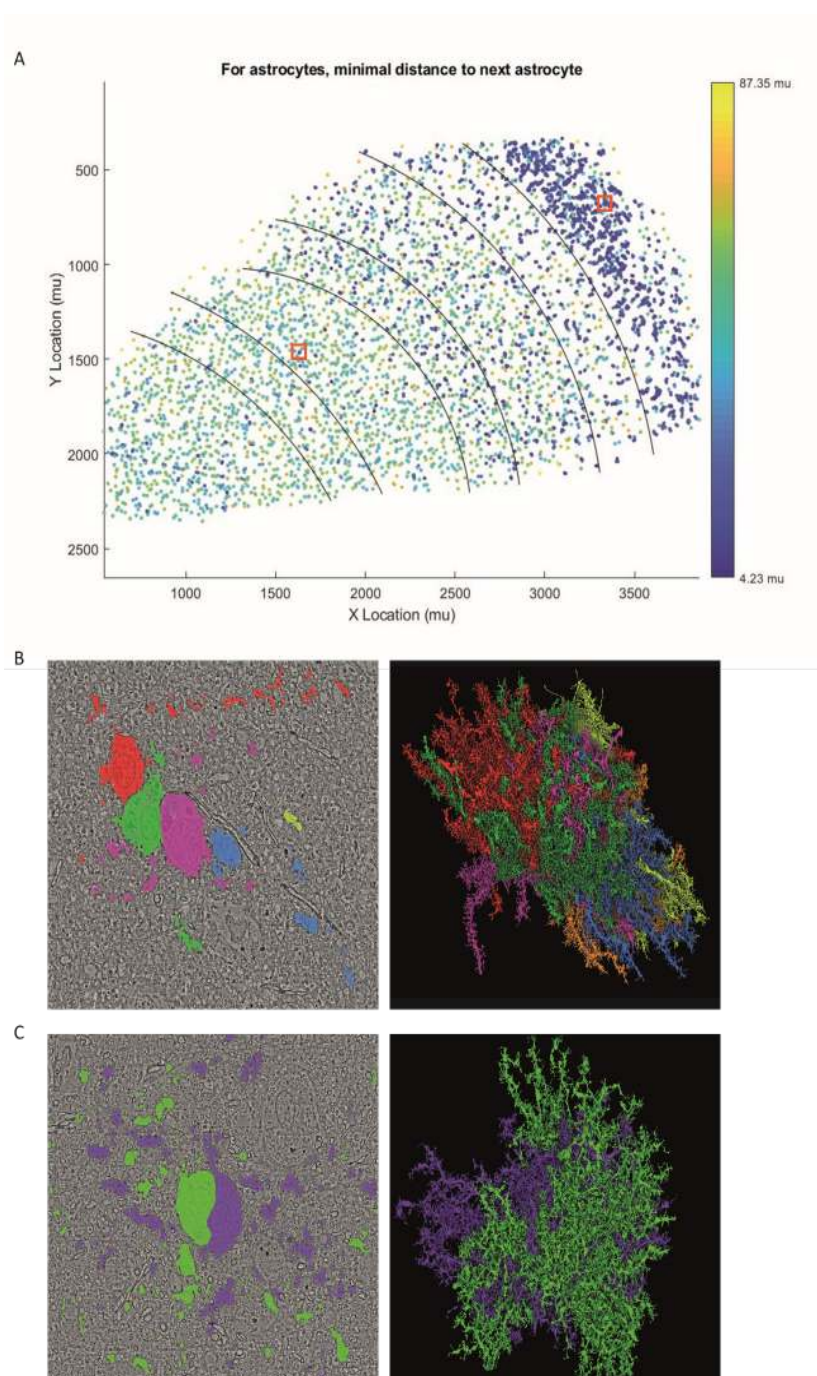 A
For astrocytes, minimal distance to next astrocyte
87.35 mu
500
1000
1500
2000
2500
Y Location (mu)
4.23 mu
1000 1500 2000 2500 3000 3500
X Location (mu)
B
C